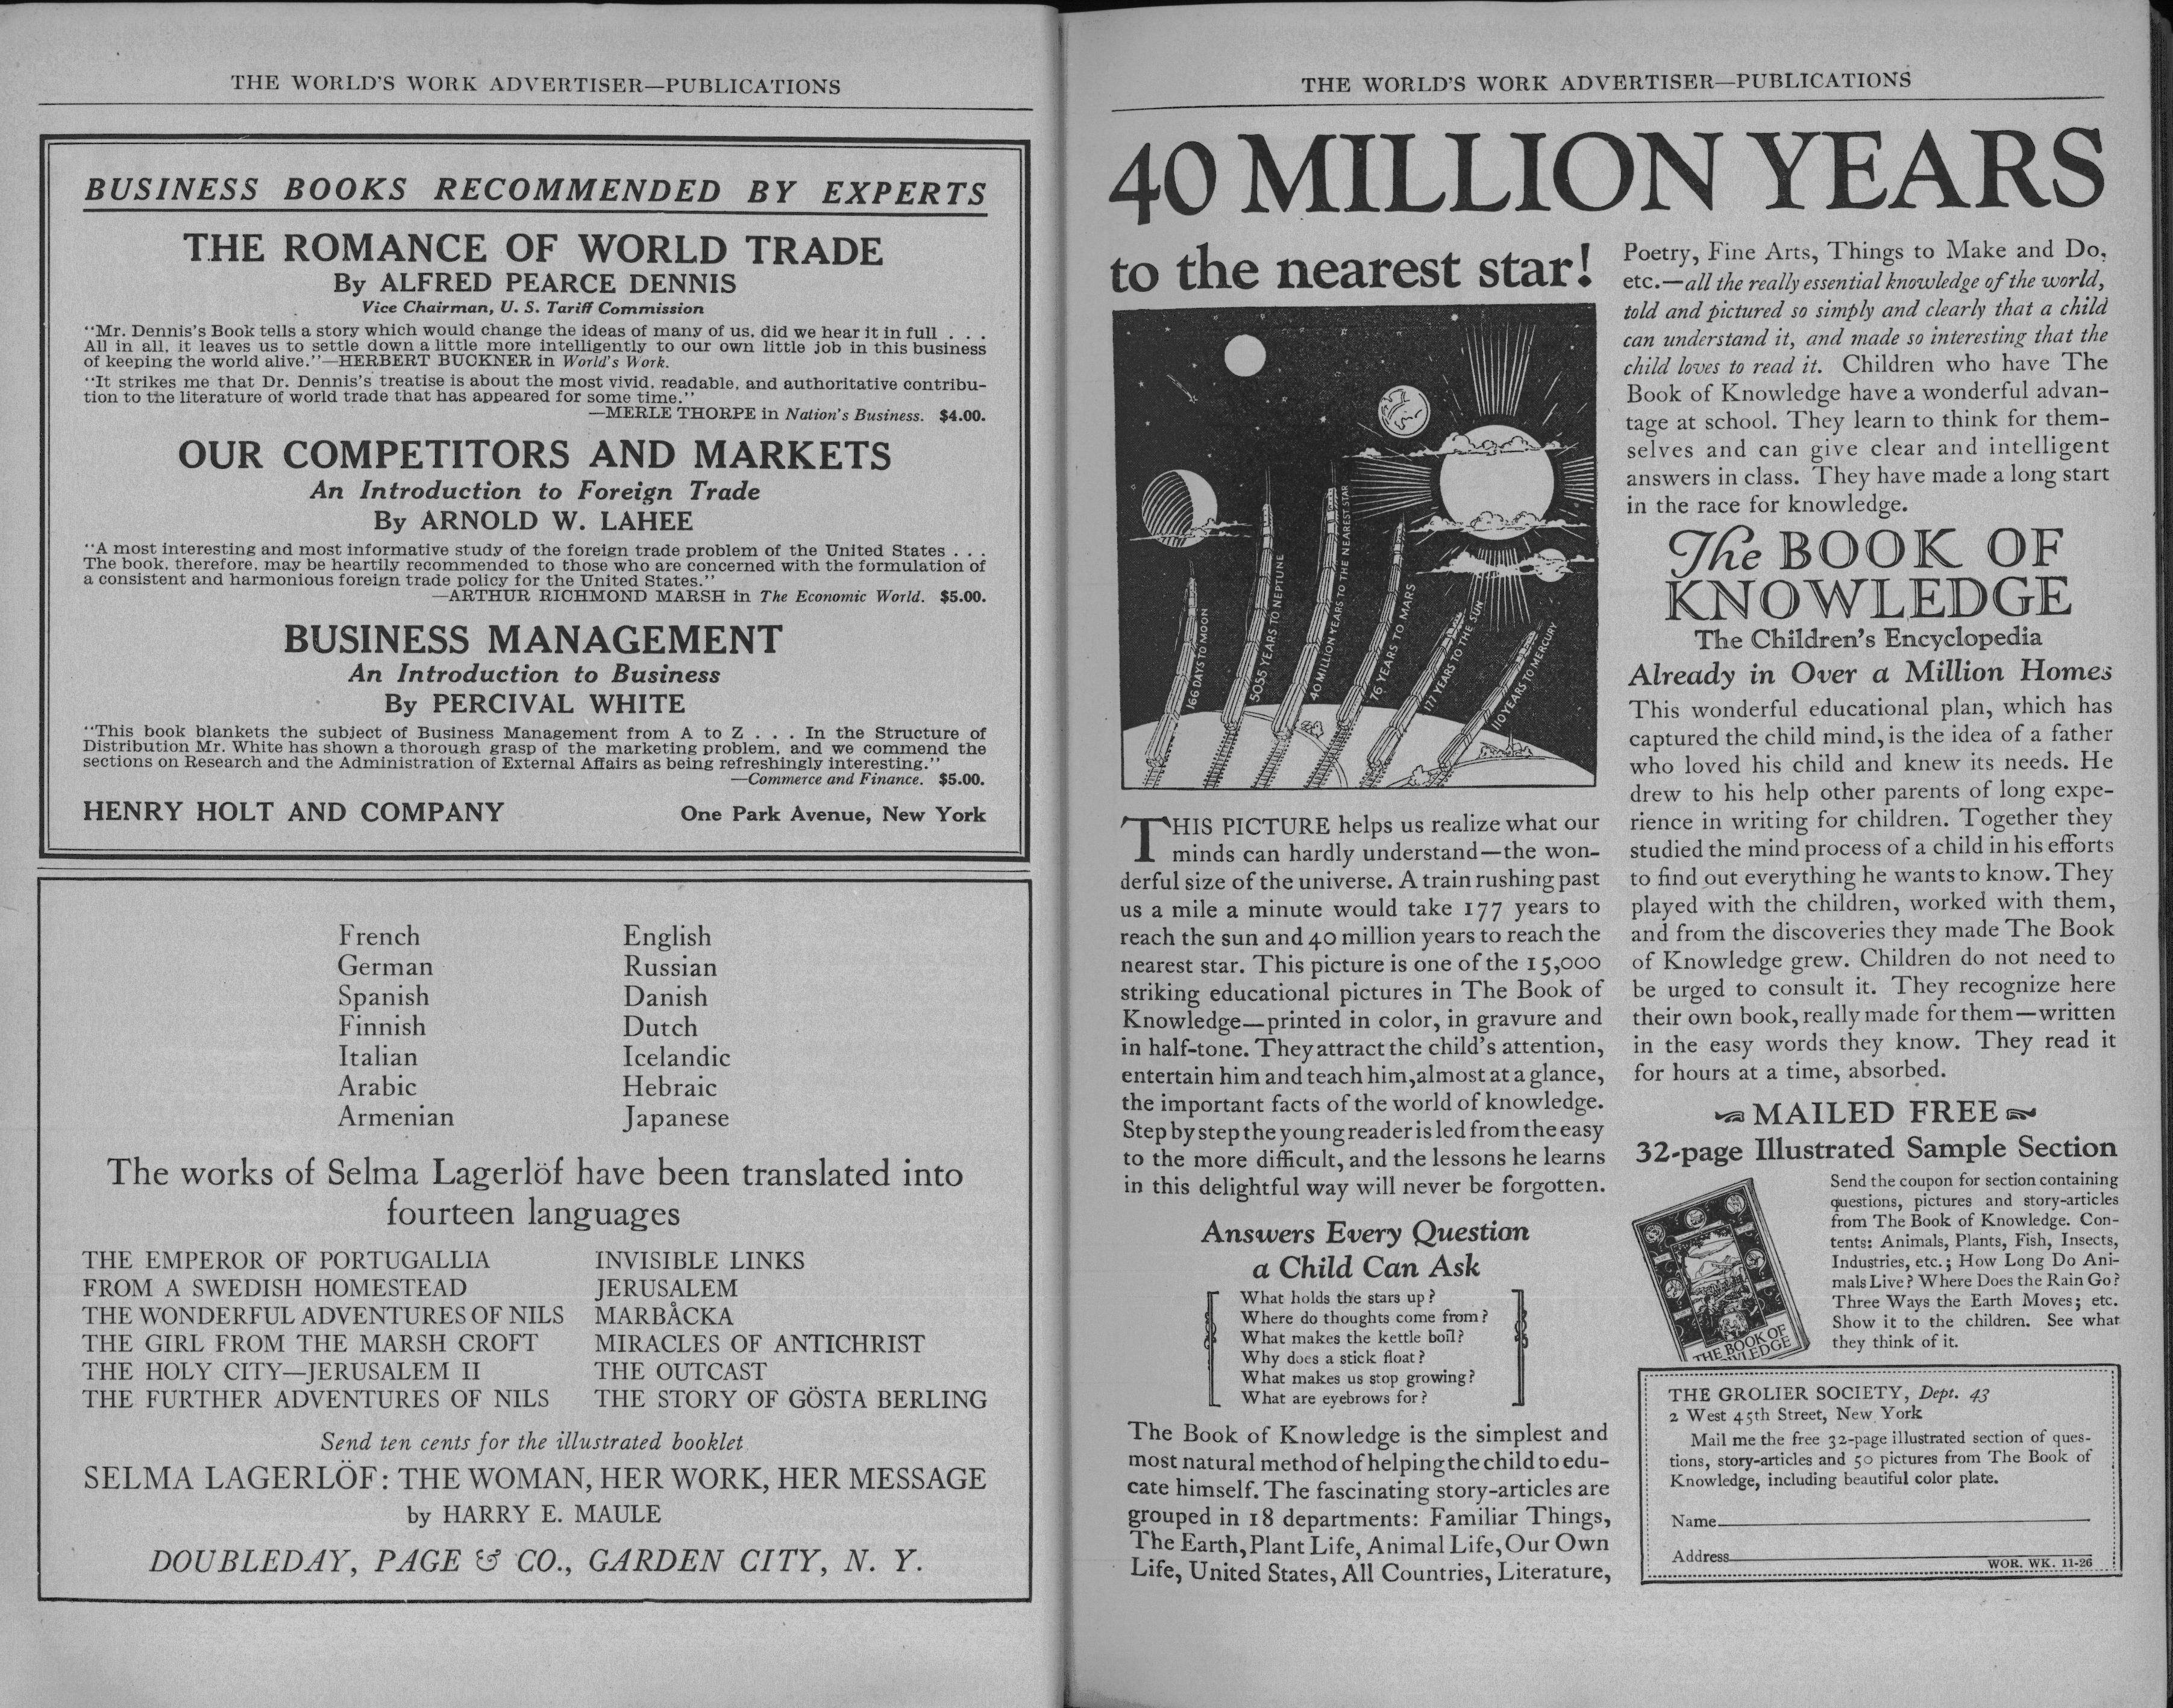 THE WORLD'S WORK ADVERTISER—PUBLICATIONS
BUSINESS BOOKS RECOMMENDED BY EXPERTS
THE ROMANCE OF WORLD TRADE
By ALFRED PEARCE DENNIS
Vice Chairman, U. S. Tariff Commission
"Mr. Dennis's Book tells a story which would change the ideas of many of us, did we hear it in full . . .
All in all, it leaves us to settle down a little more intelligently to our own little job in this business
of keeping the world alive."—HERBERT BUCKNER in World's Work.
"It strikes me that Dr. Dennis's treatise is about the most vivid, readable, and authoritative contribu-
tion to the literature of world trade that has appeared for some time."
—MERLE THORPE in Nation's Business. $4.00.
OUR COMPETITORS AND MARKETS
An Introduction to Foreign Trade
By ARNOLD W. LAHEE
"A most interesting and most informative study of the foreign trade problem of the United States . . .
The book, therefore, may be heartily recommended to those who are concerned with the formulation of
a consistent and harmonious foreign trade policy for the United States."
—ARTHUR RICHMOND MARSH in The Economic World. $5.00.
BUSINESS MANAGEMENT
An Introduction to Business
By PERCIVAL WHITE
"This book blankets the subject of Business Management from A to Z . . . In the Structure of
Distribution Mr. White has shown a thorough grasp of the marketing problem, and we commend the
sections on Research and the Administration of External Affairs as being refreshingly interesting."
—Commerce and Finance. $5.00.
HENRY HOLT AND COMPANY One Park Avenue, New York
French English
German Russian
Spanish Danish
Finnish Dutch
Italian Icelandic
Arabic Hebraic
Armenian Japanese
The works of Selma Lagerlöf have been translated into
fourteen languages
THE EMPEROR OF PORTUGALLIA INVISIBLE LINKS
FROM A SWEDISH HOMESTEAD JERUSALEM
THE WONDERFUL ADVENTURES OF NILS MARBÅCKA
THE GIRL FROM THE MARSH CROFT MIRACLES OF ANTICHRIST
THE HOLY CITY—JERUSALEM II THE OUTCAST
THE FURTHER ADVENTURES OF NILS THE STORY OF GÖSTA BERLING
Send ten cents for the illustrated booklet
SELMA LAGERLÖF: THE WOMAN, HER WORK, HER MESSAGE
by HARRY E. MAULE
DOUBLEDAY, PAGE & CO., GARDEN CITY, N. Y.
THE WORLD'S WORK ADVERTISER—PUBLICATIONS
40 MILLION YEARS
to the nearest star!
166 DAYS TO MOON
5055 YEARS TO NEPTUNE
40 MILLION YEARS TO THE NEAREST STAR
76 YEARS TO MARS
177 YEARS TO THE SUN
110 YEARS TO MERCURY
THIS PICTURE helps us realize what our
minds can hardly understand—the won-
derful size of the universe. A train rushing past
us a mile a minute would take 177 years to
reach the sun and 40 million years to reach the
nearest star. This picture is one of the 15,000
striking educational pictures in The Book of
Knowledge—printed in color, in gravure and
in half-tone. They attract the child's attention,
entertain him and teach him, almost at a glance,
the important facts of the world of knowledge.
Step by step the young reader is led from the easy
to the more difficult, and the lessons he learns
in this delightful way will never be forgotten.
Answers Every Question
a Child Can Ask
What holds the stars up?
Where do thoughts come from?
What makes the kettle boil?
Why does a stick float?
What makes us stop growing?
What are eyebrows for?
The Book of Knowledge is the simplest and
most natural method of helping the child to edu-
cate himself. The fascinating story-articles are
grouped in 18 departments: Familiar Things,
The Earth, Plant Life, Animal Life, Our Own
Life, United States, All Countries, Literature,
Poetry, Fine Arts, Things to Make and Do,
etc.—all the really essential knowledge of the world,
told and pictured so simply and clearly that a child
can understand it, and made so interesting that the
child loves to read it. Children who have The
Book of Knowledge have a wonderful advan-
tage at school. They learn to think for them-
selves and can give clear and intelligent
answers in class. They have made a long start
in the race for knowledge.
The BOOK OF
KNOWLEDGE
The Children's Encyclopedia
Already in Over a Million Homes
This wonderful educational plan, which has
captured the child mind, is the idea of a father
who loved his child and knew its needs. He
drew to his help other parents of long expe-
rience in writing for children. Together they
studied the mind process of a child in his efforts
to find out everything he wants to know. They
played with the children, worked with them,
and from the discoveries they made The Book
of Knowledge grew. Children do not need to
be urged to consult it. They recognize here
their own book, really made for them—written
in the easy words they know. They read it
for hours at a time, absorbed.
MAILED FREE
32-page Illustrated Sample Section
Send the coupon for section containing
questions, pictures and story-articles
from The Book of Knowledge. Con-
tents: Animals, Plants, Fish, Insects,
Industries, etc.; How Long Do Ani-
mals Live? Where Does the Rain Go?
Three Ways the Earth Moves; etc.
Show it to the children. See what
they think of it.
THE BOOK OF
WLEDGE
THE GROLIER SOCIETY, Dept. 43
2 West 45th Street, New York
Mail me the free 32-page illustrated section of ques-
tions, story-articles and 50 pictures from The Book of
Knowledge, including beautiful color plate.
Name
Address
WOR. WK. 11-26